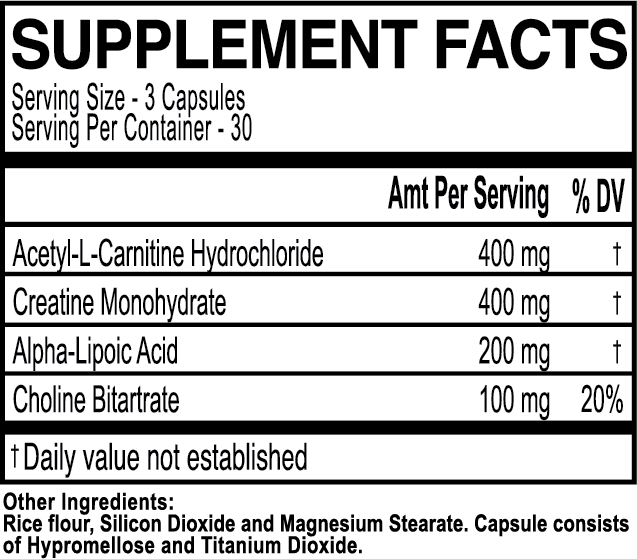 SUPPLEMENT FACTS
Serving Size - 3 Capsules
Serving Per Container - 30
Amt Per Serving % DV
Acetyl-L-Carnitine Hydrochloride 400 mg †
Creatine Monohydrate 400 mg †
Alpha-Lipoic Acid 200 mg †
Choline Bitartrate 100 mg 20%
† Daily value not established
Other Ingredients:
Rice flour, Silicon Dioxide and Magnesium Stearate. Capsule consists
of Hypromellose and Titanium Dioxide.